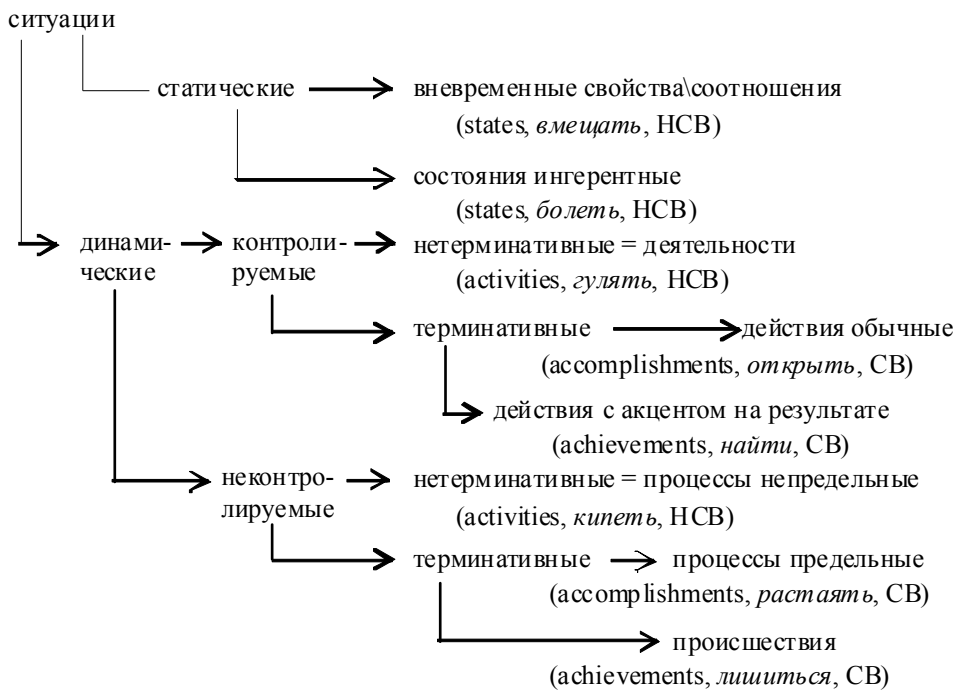 ситуации
статические вневременные свойства\соотношения
(states, вмещать, НСВ)
состояния ингерентные
(states, болеть, НСВ)
динами- контроли- нетерминативные = деятельности
ческие руемые (activities, гулять, НСВ)
терминативные действия обычные
(accomplishments, открыть, СВ)
действия с акцентом на результате
(achievements, найти, СВ)
неконтро- нетерминативные = процессы непредельные
лируемые (activities, кипеть, НСВ)
терминативные процессы предельные
(accomplishments, растаять, СВ)
происшествия
(achievements, лишиться, СВ)